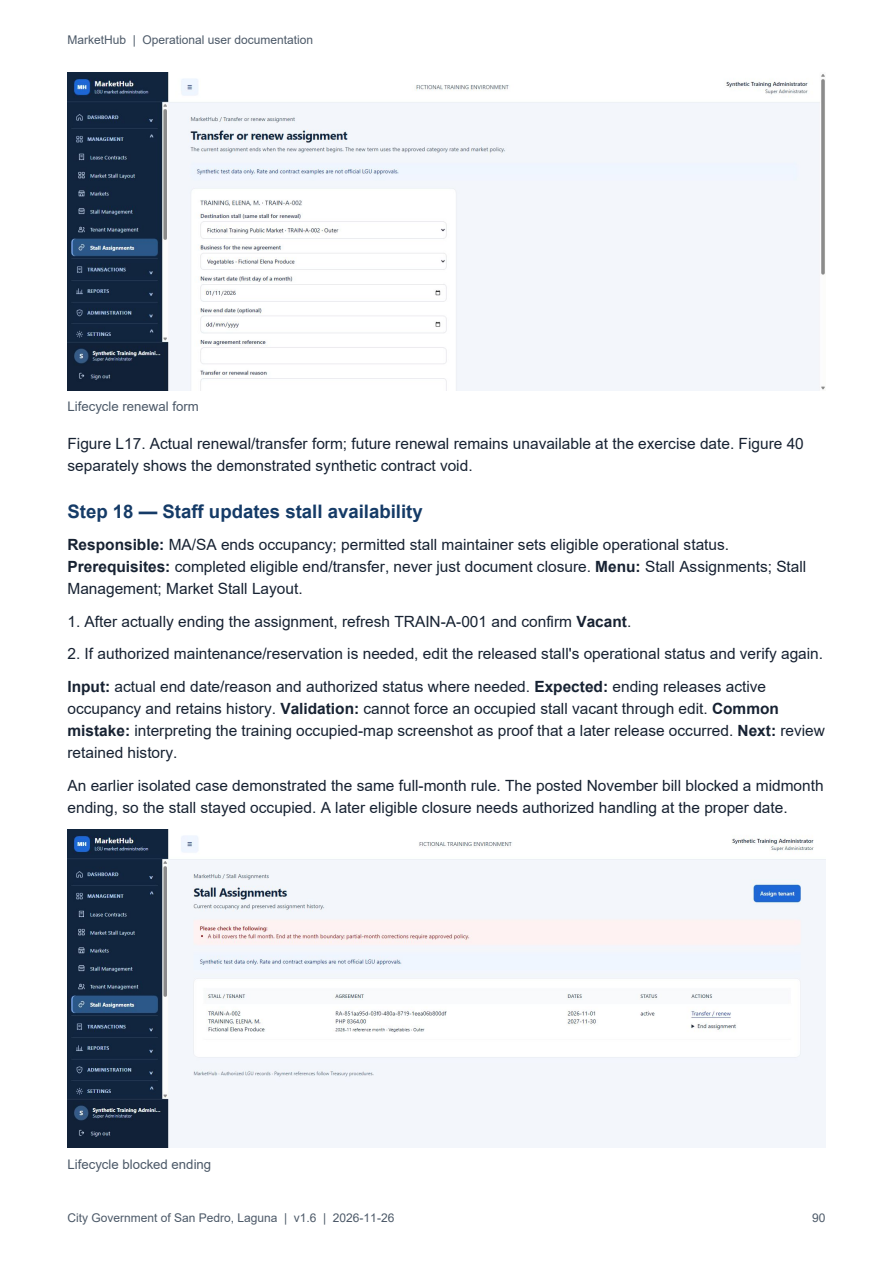 MarketHub | Operational user documentation
MH MarketHub
LGU market administration
≡
FICTIONAL TRAINING ENVIRONMENT
Synthetic Training Administrator
Super Administrator
DASHBOARD
MANAGEMENT
Lease Contracts
Market Stall Layout
Markets
Stall Management
Tenant Management
Stall Assignments
TRANSACTIONS
REPORTS
ADMINISTRATION
SETTINGS
S Synthetic Training Admini...
Super Administrator
Sign out
MarketHub / Transfer or renew assignment
Transfer or renew assignment
The current assignment ends when the new agreement begins. The new term uses the approved category rate and market policy.
Synthetic test data only. Rate and contract examples are not official LGU approvals.
TRAINING, ELENA, M. · TRAIN-A-002
Destination stall (same stall for renewal)
Fictional Training Public Market · TRAIN-A-002 · Outer
Business for the new agreement
Vegetables · Fictional Elena Produce
New start date (first day of a month)
01/11/2026
New end date (optional)
dd/mm/yyyy
New agreement reference
Transfer or renewal reason
Lifecycle renewal form
Figure L17. Actual renewal/transfer form; future renewal remains unavailable at the exercise date. Figure 40
separately shows the demonstrated synthetic contract void.
Step 18 — Staff updates stall availability
Responsible: MA/SA ends occupancy; permitted stall maintainer sets eligible operational status.
Prerequisites: completed eligible end/transfer, never just document closure. Menu: Stall Assignments; Stall
Management; Market Stall Layout.
1. After actually ending the assignment, refresh TRAIN-A-001 and confirm Vacant.
2. If authorized maintenance/reservation is needed, edit the released stall's operational status and verify again.
Input: actual end date/reason and authorized status where needed. Expected: ending releases active
occupancy and retains history. Validation: cannot force an occupied stall vacant through edit. Common
mistake: interpreting the training occupied-map screenshot as proof that a later release occurred. Next: review
retained history.
An earlier isolated case demonstrated the same full-month rule. The posted November bill blocked a midmonth
ending, so the stall stayed occupied. A later eligible closure needs authorized handling at the proper date.
MH MarketHub
LGU market administration
≡
FICTIONAL TRAINING ENVIRONMENT
Synthetic Training Administrator
Super Administrator
DASHBOARD
MANAGEMENT
Lease Contracts
Market Stall Layout
Markets
Stall Management
Tenant Management
Stall Assignments
TRANSACTIONS
REPORTS
ADMINISTRATION
SETTINGS
S Synthetic Training Admini...
Super Administrator
Sign out
MarketHub / Stall Assignments
Stall Assignments
Current occupancy and preserved assignment history.
Assign tenant
Please check the following:
• A bill covers the full month. End at the month boundary; partial-month corrections require approved policy.
Synthetic test data only. Rate and contract examples are not official LGU approvals.
STALL / TENANT AGREEMENT DATES STATUS ACTIONS
TRAIN-A-002
TRAINING, ELENA, M.
Fictional Elena Produce
PHP 8364.00
2026-11 reference month · Vegetables · Outer
2026-11-01
2027-11-30
active
Transfer / renew
▶ End assignment
MarketHub · Authorized LGU records · Payment references follow Treasury procedures.
Lifecycle blocked ending
City Government of San Pedro, Laguna | v1.6 | 2026-11-26
90